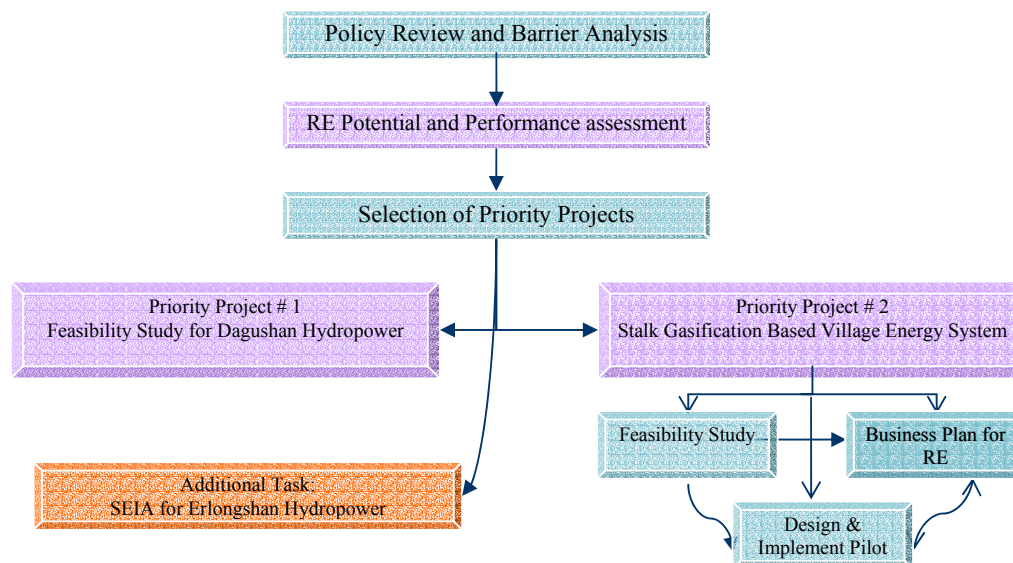 Policy Review and Barrier Analysis
RE Potential and Performance assessment
Selection of Priority Projects
Priority Project # 1
Feasibility Study for Dagushan Hydropower
Priority Project # 2
Stalk Gasification Based Village Energy System
Feasibility Study
Business Plan for
RE
Additional Task:
SEIA for Erlongshan Hydropower
Design &
Implement Pilot